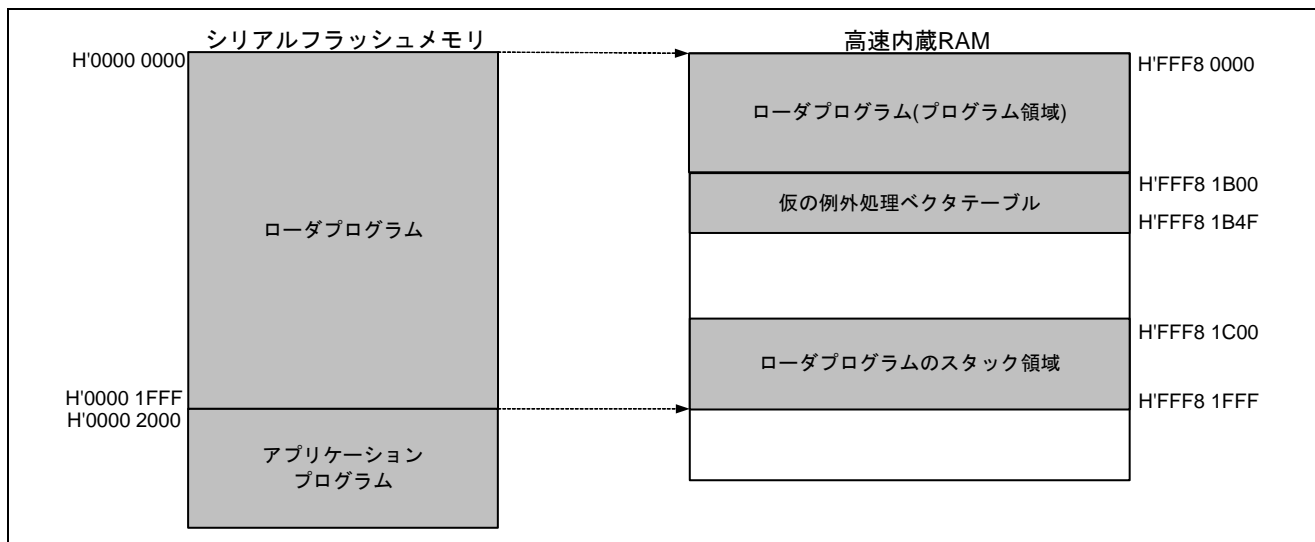 シリアルフラッシュメモリ
H'0000 0000
ローダプログラム
H'0000 1FFF
H'0000 2000
アプリケーション
プログラム
高速内蔵RAM
H'FFF8 0000
ローダプログラム(プログラム領域)
H'FFF8 1B00
仮の例外処理ベクタテーブル
H'FFF8 1B4F
H'FFF8 1C00
ローダプログラムのスタック領域
H'FFF8 1FFF